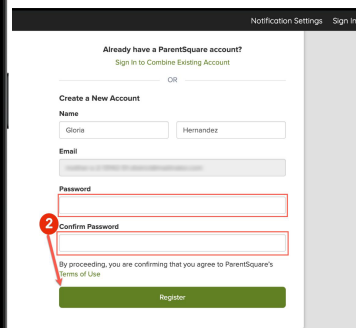 Notification Settings Sign In
Already have a ParentSquare account?
Sign In to Combine Existing Account
OR
Create a New Account
Name
Gloria Hernandez
Email
Password
2
Confirm Password
By proceeding, you are confirming that you agree to ParentSquare's
Terms of Use
Register